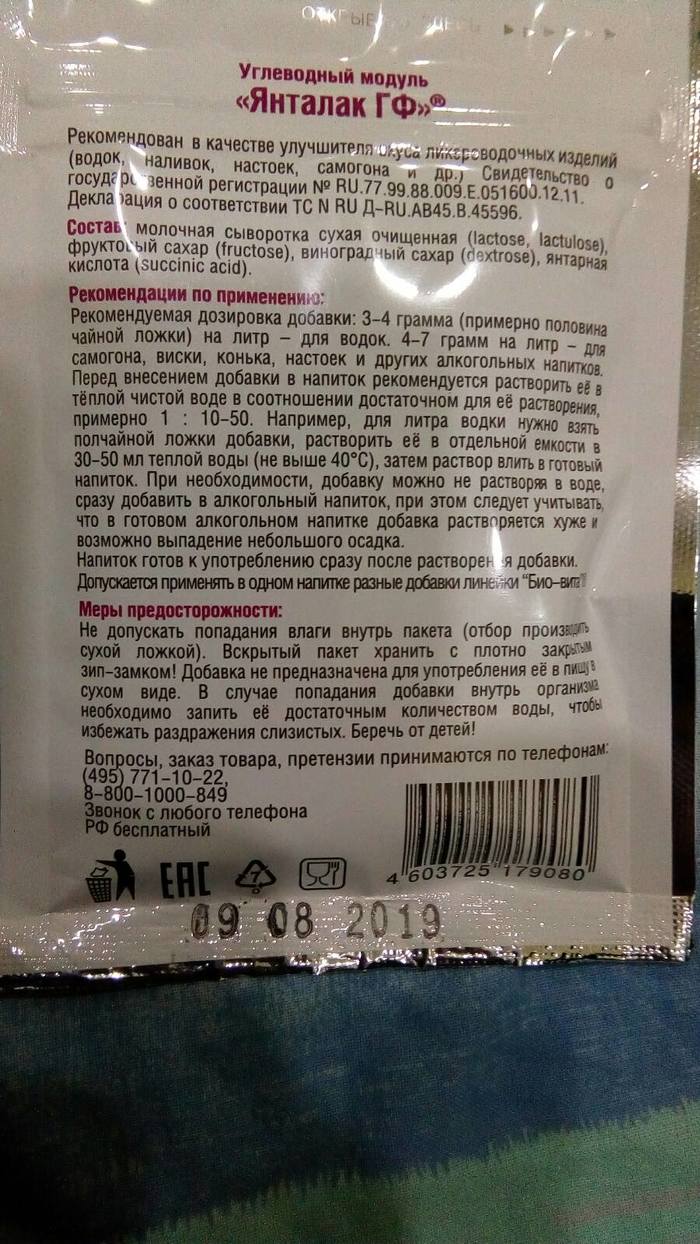 Углеводный модуль
«Янталак ГФ»®
Рекомендован в качестве улучшителя вкуса ликероводочных изделий
(водок, наливок, настоек, самогона и др.) Свидетельство о
государственной регистрации № RU.77.99.88.009.Е.051600.12.11.
Декларация о соответствии ТС N RU Д-RU.АВ45.В.45596.
Состав: молочная сыворотка сухая очищенная (lactose, lactulose),
фруктовый сахар (fructose), виноградный сахар (dextrose), янтарная
кислота (succinic acid).
Рекомендации по применению:
Рекомендуемая дозировка добавки: 3–4 грамма (примерно половина
чайной ложки) на литр – для водок. 4–7 грамм на литр – для
самогона, виски, конька, настоек и других алкогольных напитков.
Перед внесением добавки в напиток рекомендуется растворить её в
тёплой чистой воде в соотношении достаточном для её растворения,
примерно 1 : 10–50. Например, для литра водки нужно взять
полчайной ложки добавки, растворить её в отдельной емкости в
30–50 мл теплой воды (не выше 40°С), затем раствор влить в готовый
напиток. При необходимости, добавку можно не растворяя в воде,
сразу добавить в алкогольный напиток, при этом следует учитывать,
что в готовом алкогольном напитке добавка растворяется хуже и
возможно выпадение небольшого осадка.
Напиток готов к употреблению сразу после растворения добавки.
Допускается применять в одном напитке разные добавки линейки "Био–вита"!
Меры предосторожности:
Не допускать попадания влаги внутрь пакета (отбор производить
сухой ложкой). Вскрытый пакет хранить с плотно закрытым
зип–замком! Добавка не предназначена для употребления её в пищу в
сухом виде. В случае попадания добавки внутрь организма
необходимо запить её достаточным количеством воды, чтобы
избежать раздражения слизистых. Беречь от детей!
Вопросы, заказ товара, претензии принимаются по телефонам:
(495) 771–10–22,
8–800–1000–849
Звонок с любого телефона
РФ бесплатный
EAC
7
4 603725 179080
09 08 2019